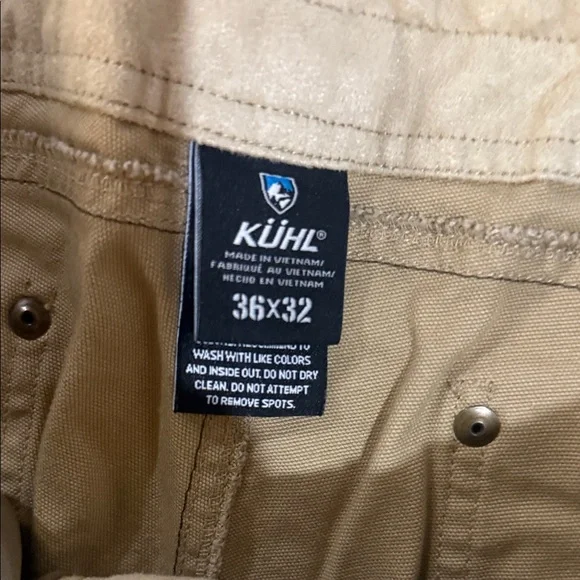 KÜHL®
MADE IN VIETNAM/
FABRIQUÉ AU VIETNAM/
HECHO EN VIETNAM
36X32
TO
WASH WITH LIKE COLORS
AND INSIDE OUT. DO NOT DRY
CLEAN. DO NOT ATTEMPT
TO REMOVE SPOTS.